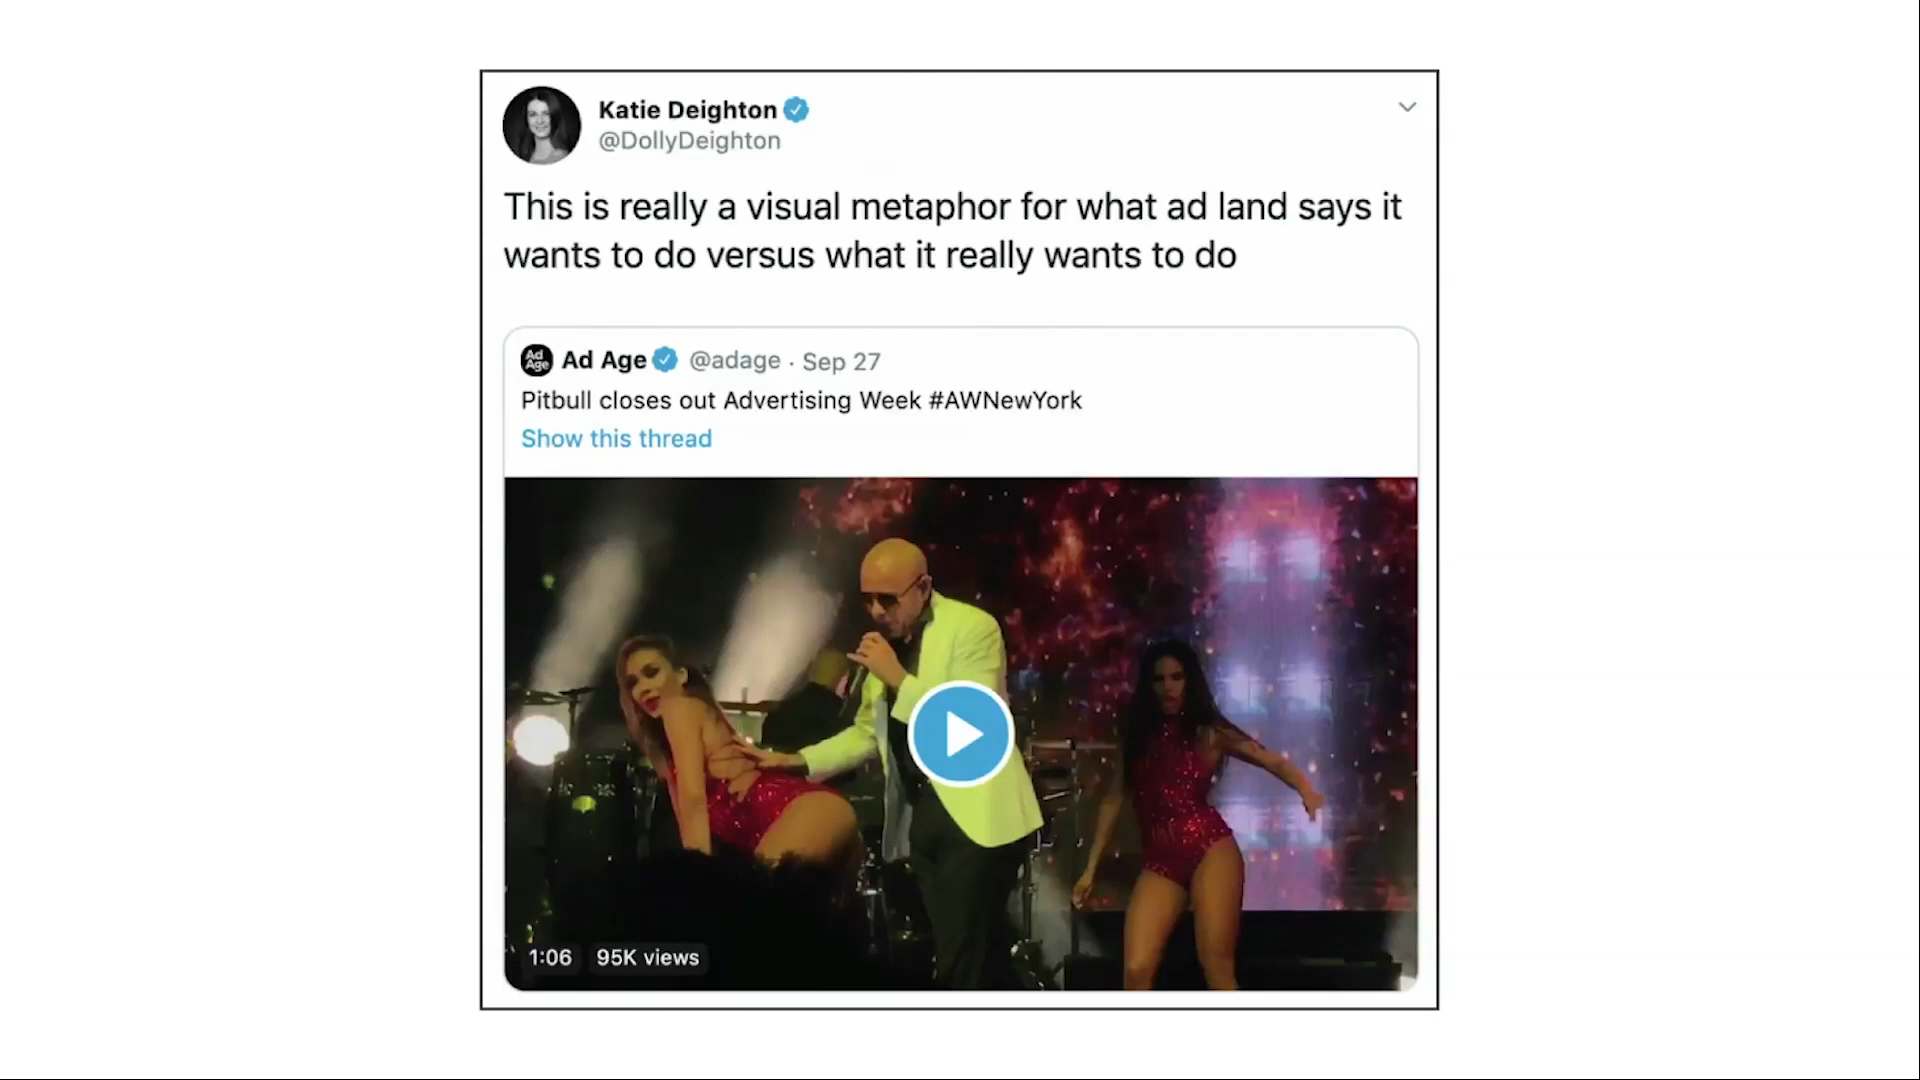 Katie Deighton
@DollyDeighton
This is really a visual metaphor for what ad land says it
wants to do versus what it really wants to do
Ad
Age
Ad Age @adage · Sep 27
Pitbull closes out Advertising Week #AWNewYork
Show this thread
1:06 95K views